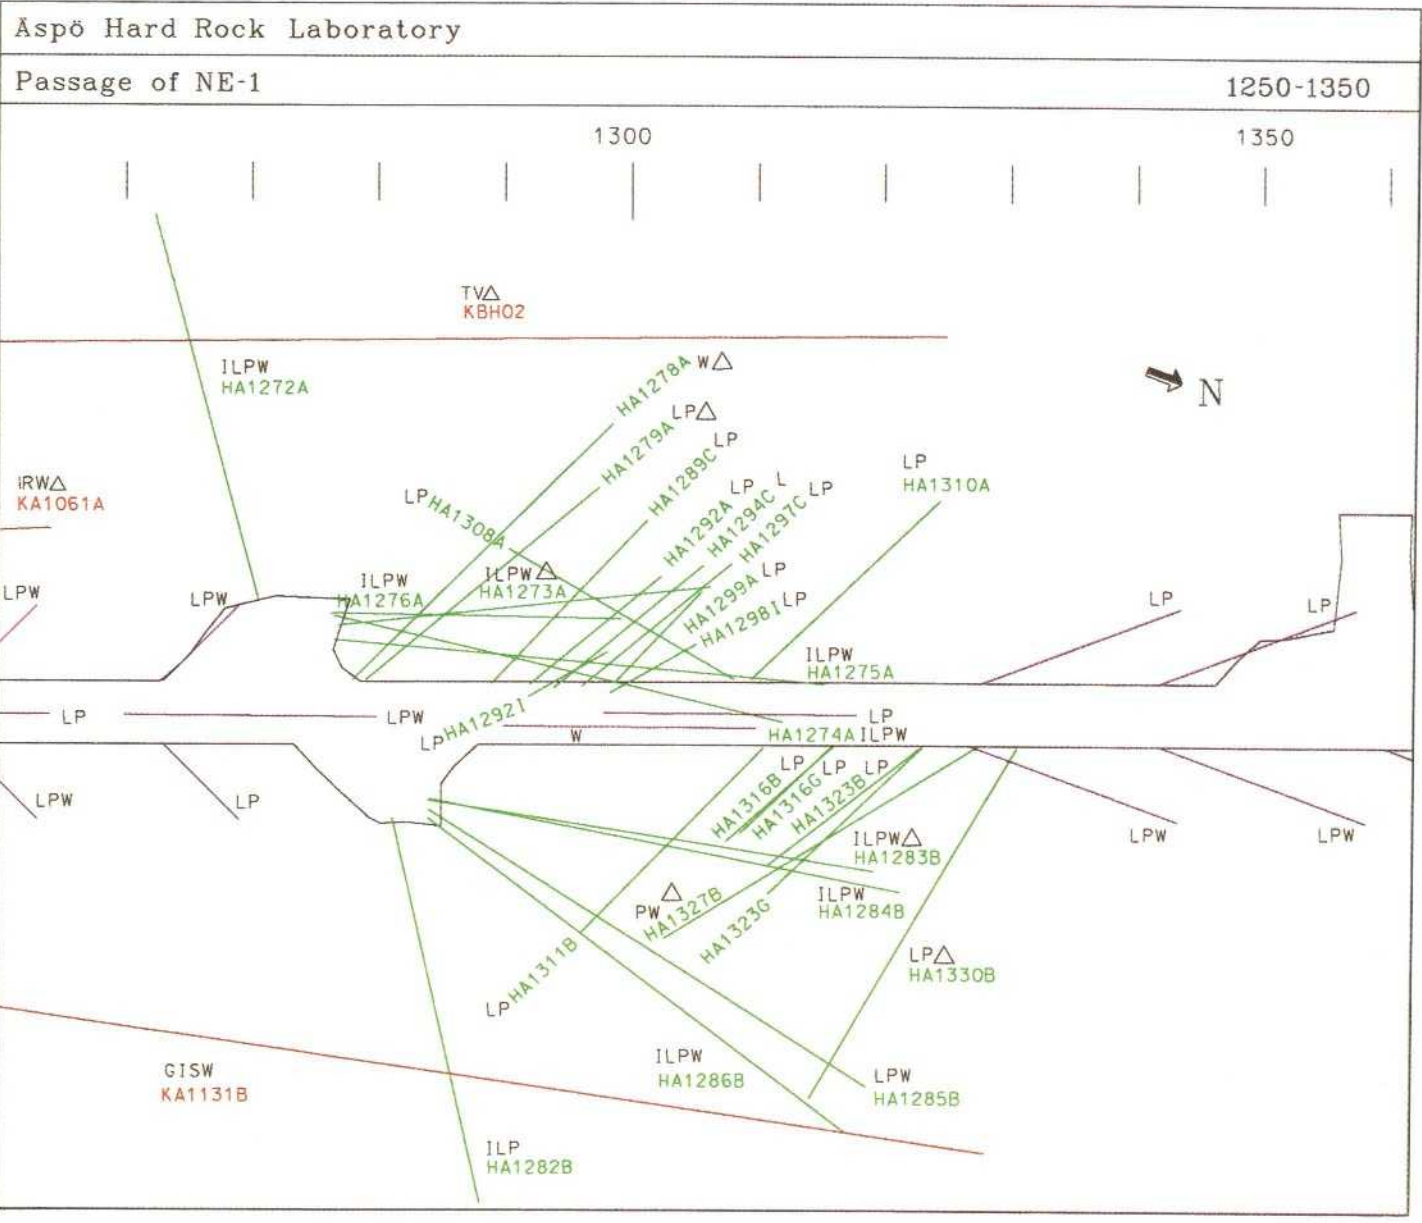 Äspö Hard Rock Laboratory
Passage of NE-1 1250-1350
1300 1350
TV△
KBH02
ILPW
HA1272A
HA1278A W△
N
HA1279A LP△
HA1289C LP
LP
HA1310A
IRW△
KA1061A
LP HA1308A
HA1292A LP
HA1294C L
HA1297C LP
LPW
LPW
ILPW
HA1276A
ILPW△
HA1273A
HA1299A LP
HA1298I LP
LP
LP
ILPW
HA1275A
LP
LPW
LP
LP HA1292I
W
HA1274A ILPW
LPW
LP
HA1316B LP
HA1316G LP
HA1323B LP
LPW
LPW
ILPW△
HA1283B
ILPW
HA1284B
PW △
HA1327B
HA1323G
LP△
HA1330B
LP HA1311B
GISW
KA1131B
ILPW
HA1286B
LPW
HA1285B
ILP
HA1282B